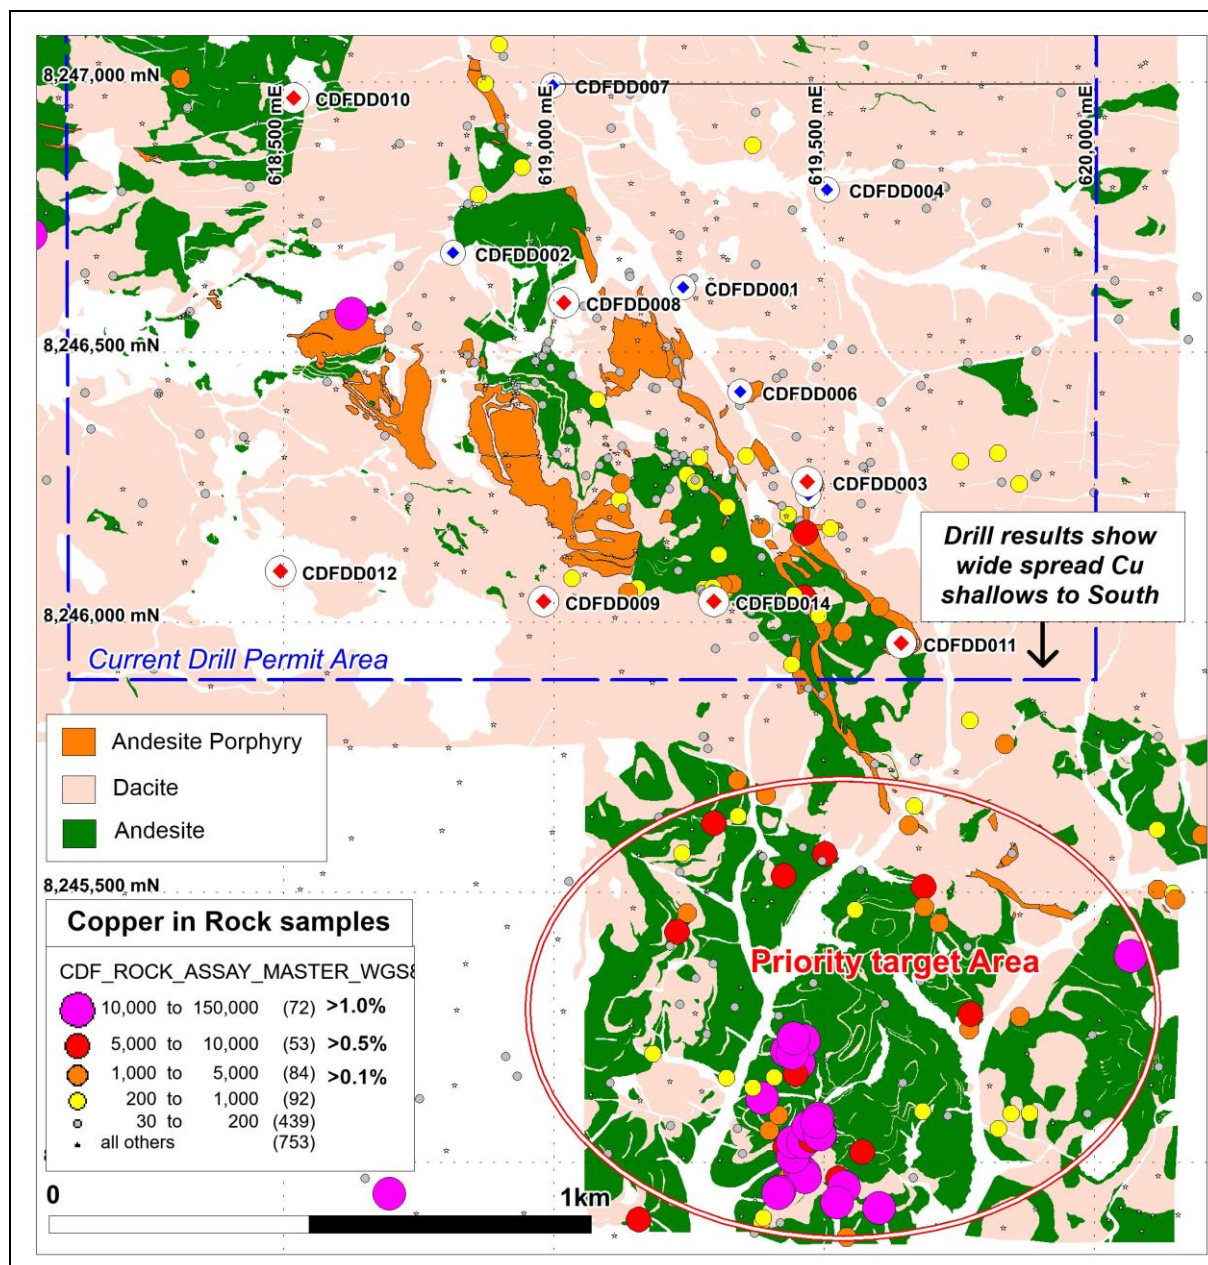 8,247,000 mN
CDFDD010
618,500 mE
619,000 mE
CDFDD007
619,500 mE
620,000 mE
CDFDD004
CDFDD002
CDFDD001
CDFDD008
8,246,500 mN
CDFDD006
CDFDD003
Drill results show
wide spread Cu
shallows to South
CDFDD012
CDFDD009
CDFDD014
8,246,000 mN
CDFDD011
Current Drill Permit Area
Andesite Porphyry
Dacite
Andesite
8,245,500 mN
Copper in Rock samples
CDF_ROCK_ASSAY_MASTER_WGS8
10,000 to 150,000 (72) >1.0%
5,000 to 10,000 (53) >0.5%
1,000 to 5,000 (84) >0.1%
200 to 1,000 (92)
30 to 200 (439)
all others (753)
Priority target Area
0 1km